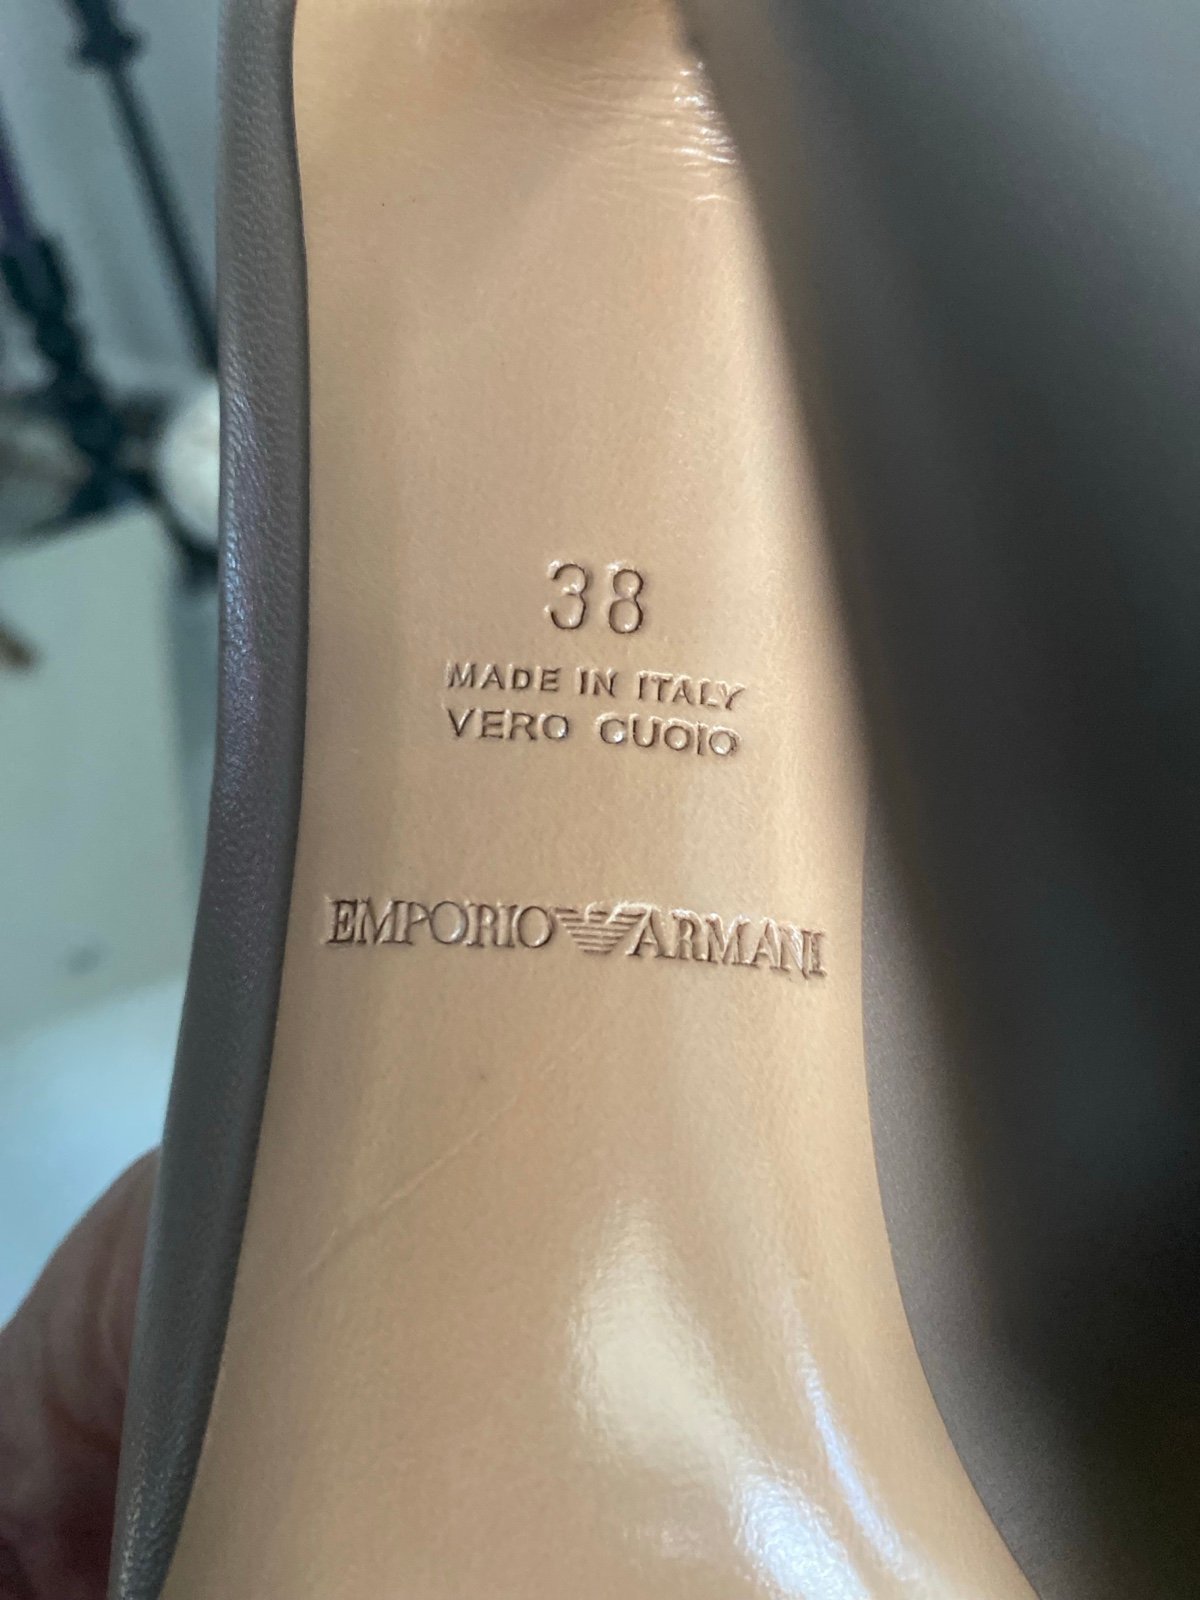 38
MADE IN ITALY
VERO CUOIO
EMPORIO ARMANI